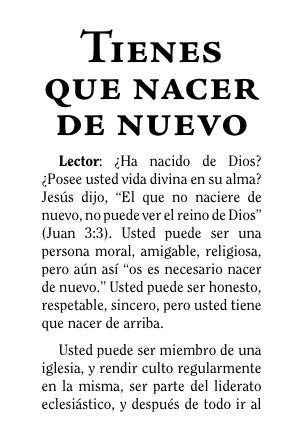 Tienes
que nacer
de nuevo
Lector: ¿Ha nacido de Dios?
¿Posee usted vida divina en su alma?
Jesús dijo, “El que no naciere de
nuevo, no puede ver el reino de Dios”
(Juan 3:3). Usted puede ser una
persona moral, amigable, religiosa,
pero aún así “os es necesario nacer
de nuevo.” Usted puede ser honesto,
respetable, sincero, pero usted tiene
que nacer de arriba.
Usted puede ser miembro de una
iglesia, y rendir culto regularmente
en la misma, ser parte del liderato
eclesiástico, y después de todo ir al